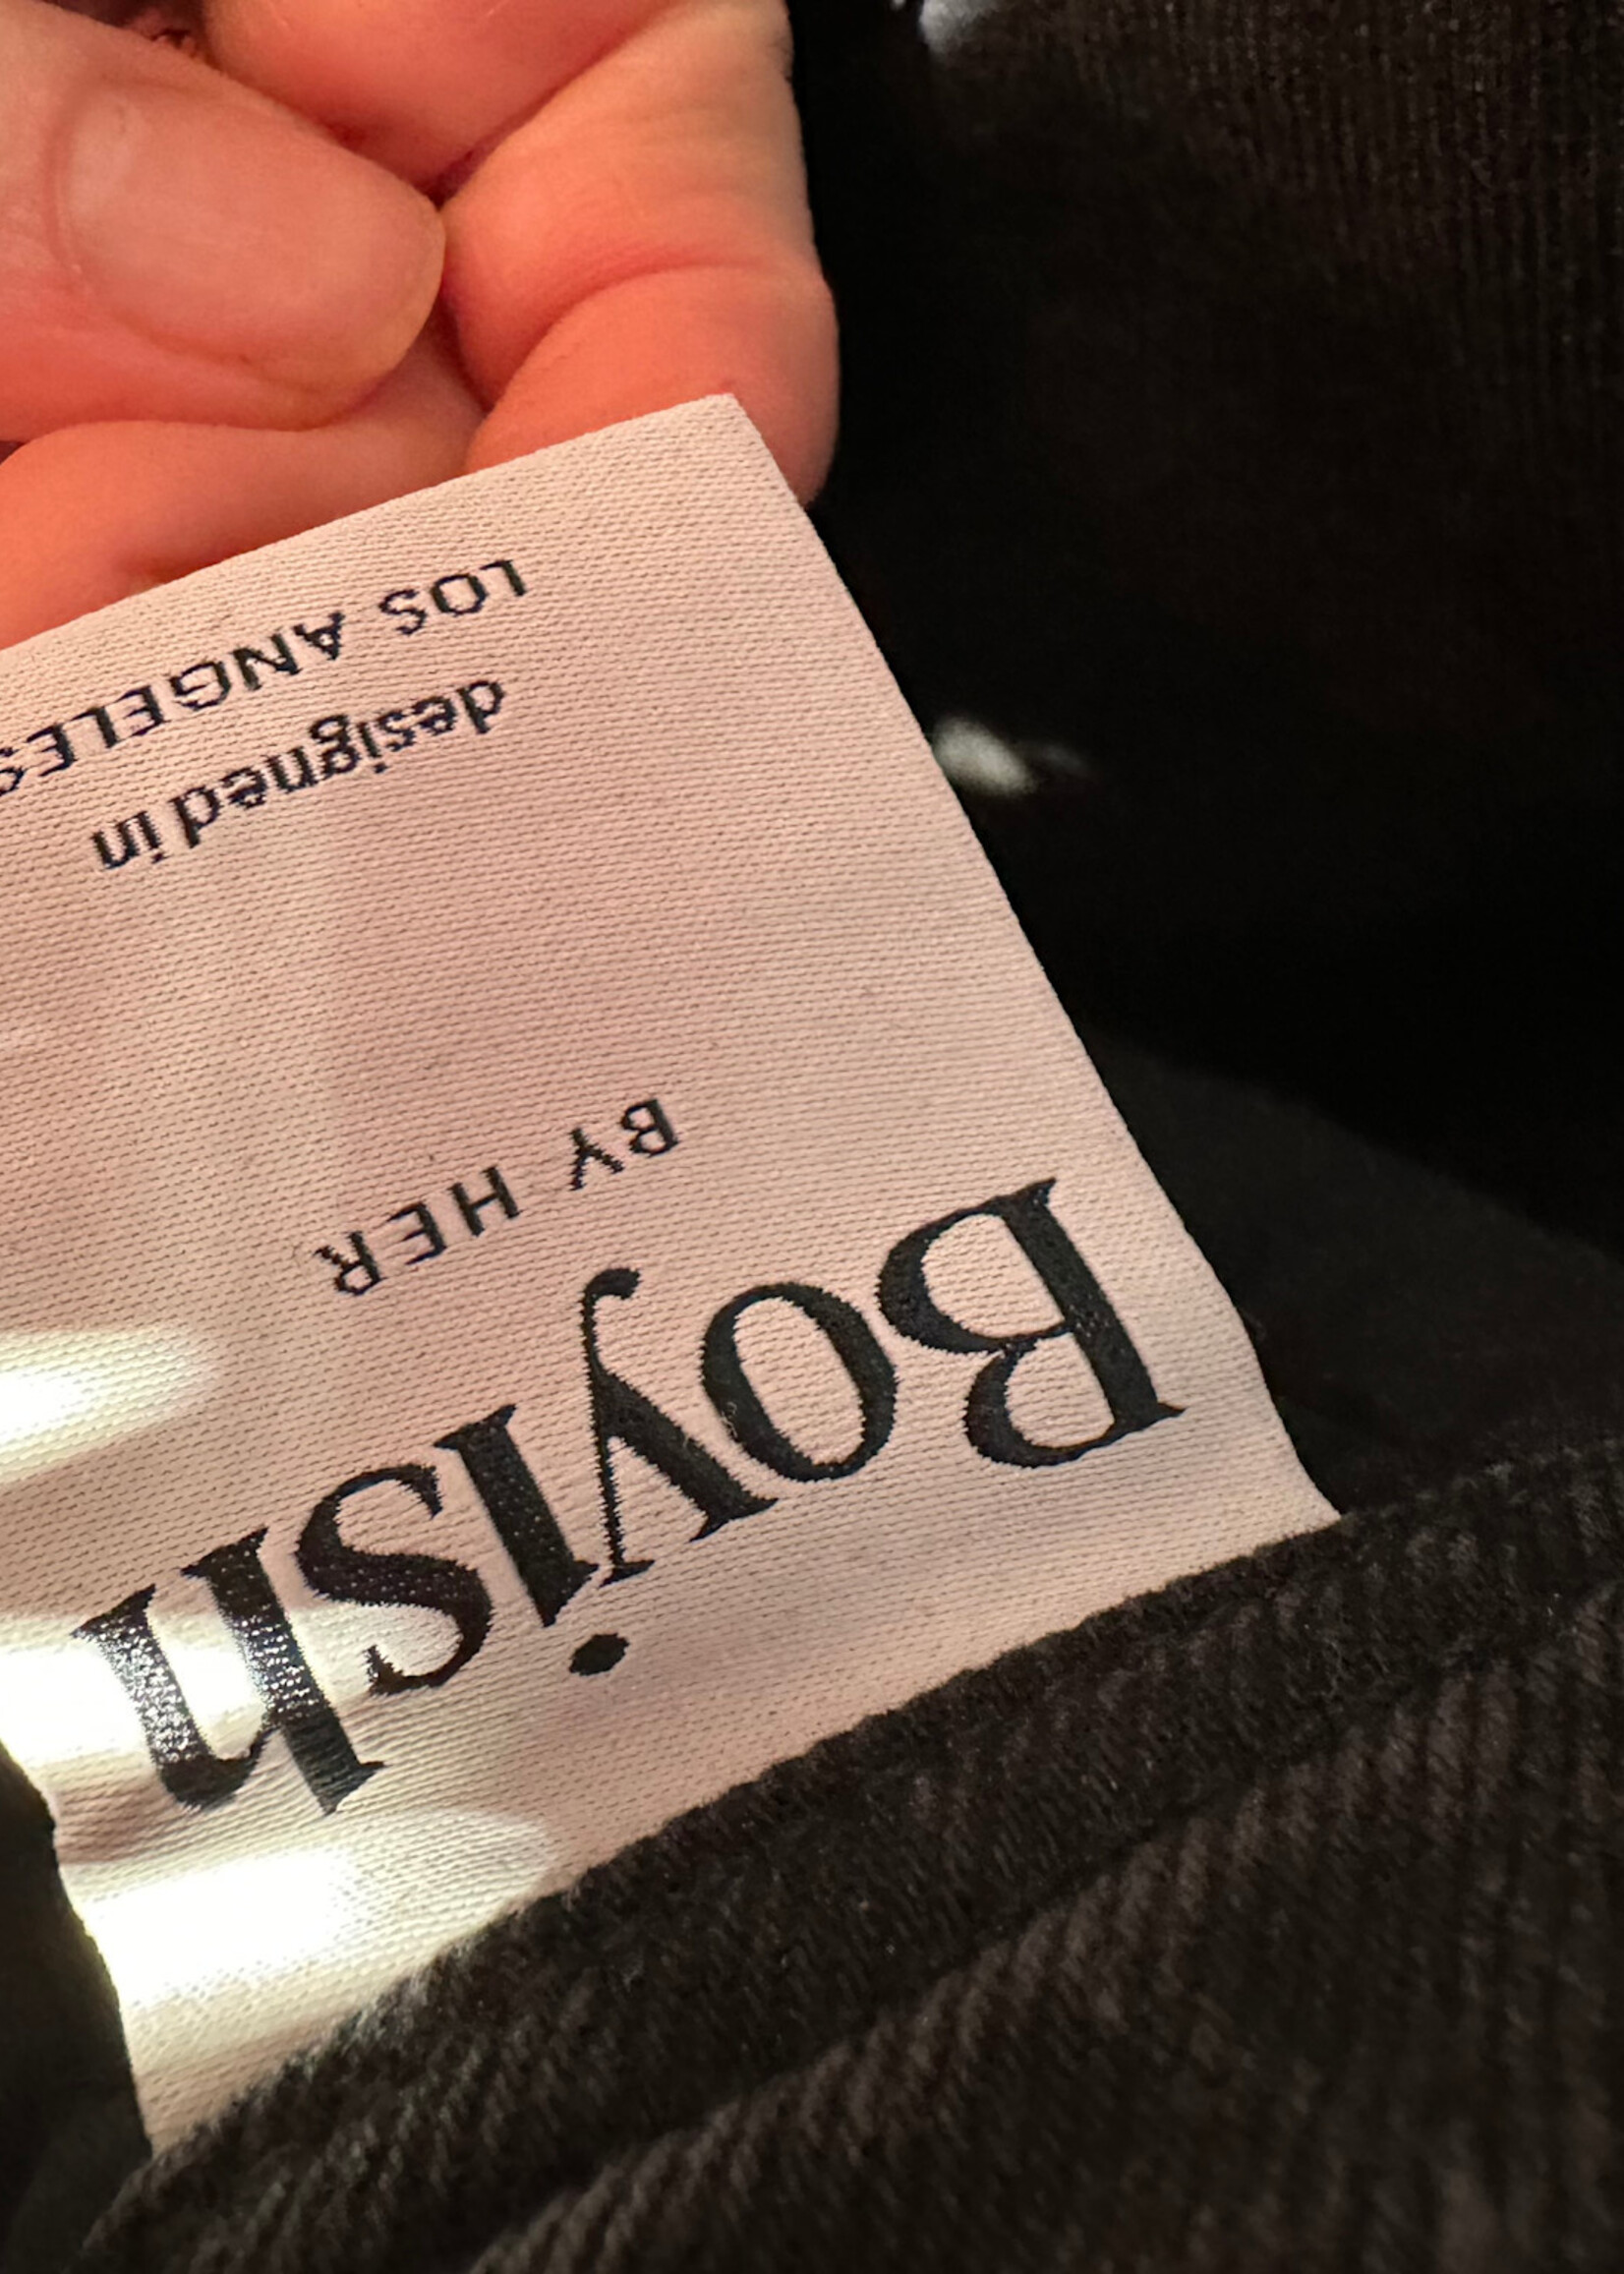 Boyish
BY HER
designed in
LOS ANGELES